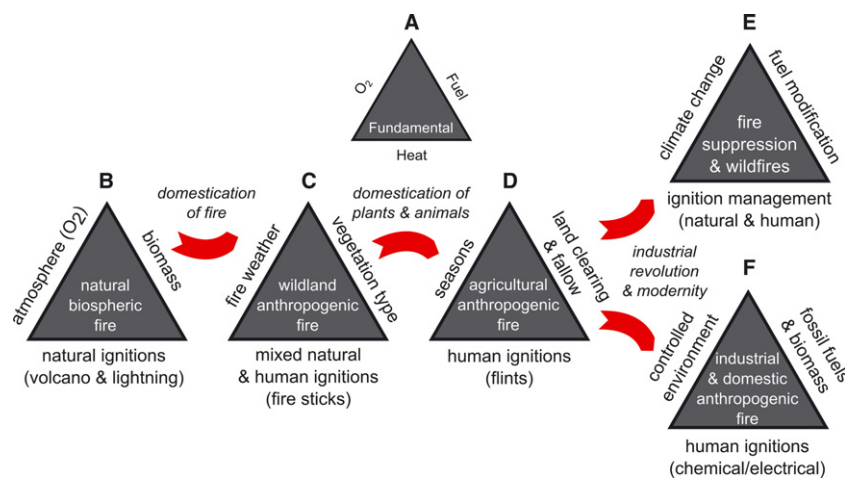 A
O2
Fuel
Fundamental
Heat
B
atmosphere (O2)
biomass
natural
biospheric
fire
natural ignitions
(volcano & lightning)
domestication
of fire
C
fire weather
vegetation type
wildland
anthropogenic
fire
mixed natural
& human ignitions
(fire sticks)
domestication of
plants & animals
D
seasons
land clearing
& fallow
agricultural
anthropogenic
fire
human ignitions
(flints)
industrial
revolution
& modernity
E
climate change
fuel modification
fire
suppression
& wildfires
ignition management
(natural & human)
F
controlled
environment
fossil fuels
& biomass
industrial
& domestic
anthropogenic
fire
human ignitions
(chemical/electrical)